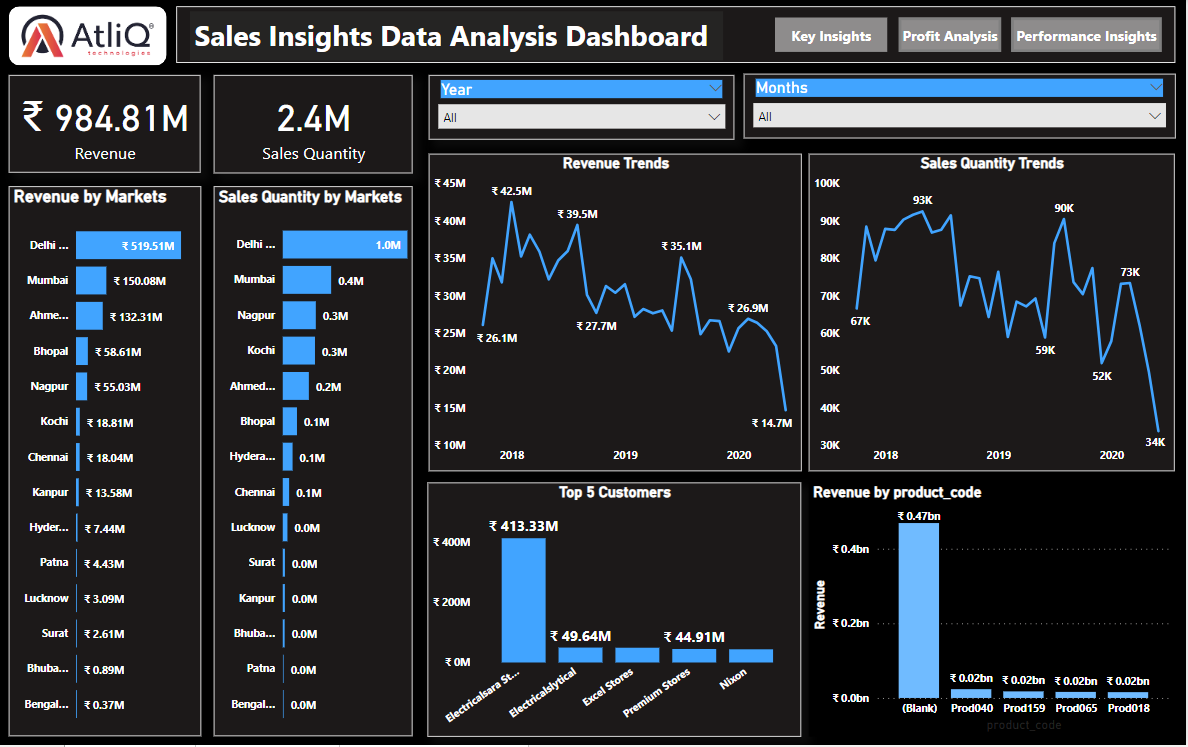 AtliQ
technologies
Sales Insights Data Analysis Dashboard
Key Insights
Profit Analysis
Performance Insights
₹ 984.81M
Revenue
2.4M
Sales Quantity
Year
All
Months
All
Revenue by Markets
Delhi ... ₹ 519.51M
Mumbai ₹ 150.08M
Ahme... ₹ 132.31M
Bhopal ₹ 58.61M
Nagpur ₹ 55.03M
Kochi ₹ 18.81M
Chennai ₹ 18.04M
Kanpur ₹ 13.58M
Hyder... ₹ 7.44M
Patna ₹ 4.43M
Lucknow ₹ 3.09M
Surat ₹ 2.61M
Bhuba... ₹ 0.89M
Bengal... ₹ 0.37M
Sales Quantity by Markets
Delhi ... 1.0M
Mumbai 0.4M
Nagpur 0.3M
Kochi 0.3M
Ahmed... 0.2M
Bhopal 0.1M
Hydera... 0.1M
Chennai 0.1M
Lucknow 0.0M
Surat 0.0M
Kanpur 0.0M
Bhuba... 0.0M
Patna 0.0M
Bengal... 0.0M
Revenue Trends
₹ 45M
₹ 40M
₹ 35M
₹ 30M
₹ 25M
₹ 20M
₹ 15M
₹ 10M
₹ 26.1M
₹ 42.5M
₹ 39.5M
₹ 27.7M
₹ 35.1M
₹ 26.9M
₹ 14.7M
2018 2019 2020
Sales Quantity Trends
100K
90K
80K
70K
60K
50K
40K
30K
67K
93K
59K
90K
52K
73K
34K
2018 2019 2020
Top 5 Customers
₹ 400M
₹ 200M
₹ 0M
₹ 413.33M
₹ 49.64M
₹ 44.91M
Electricalsara St...
Electricalslytical
Excel Stores
Premium Stores
Nixon
Revenue by product_code
Revenue
₹ 0.4bn
₹ 0.2bn
₹ 0.0bn
₹ 0.47bn
₹ 0.02bn
₹ 0.02bn
₹ 0.02bn
₹ 0.02bn
(Blank) Prod040 Prod159 Prod065 Prod018
product_code